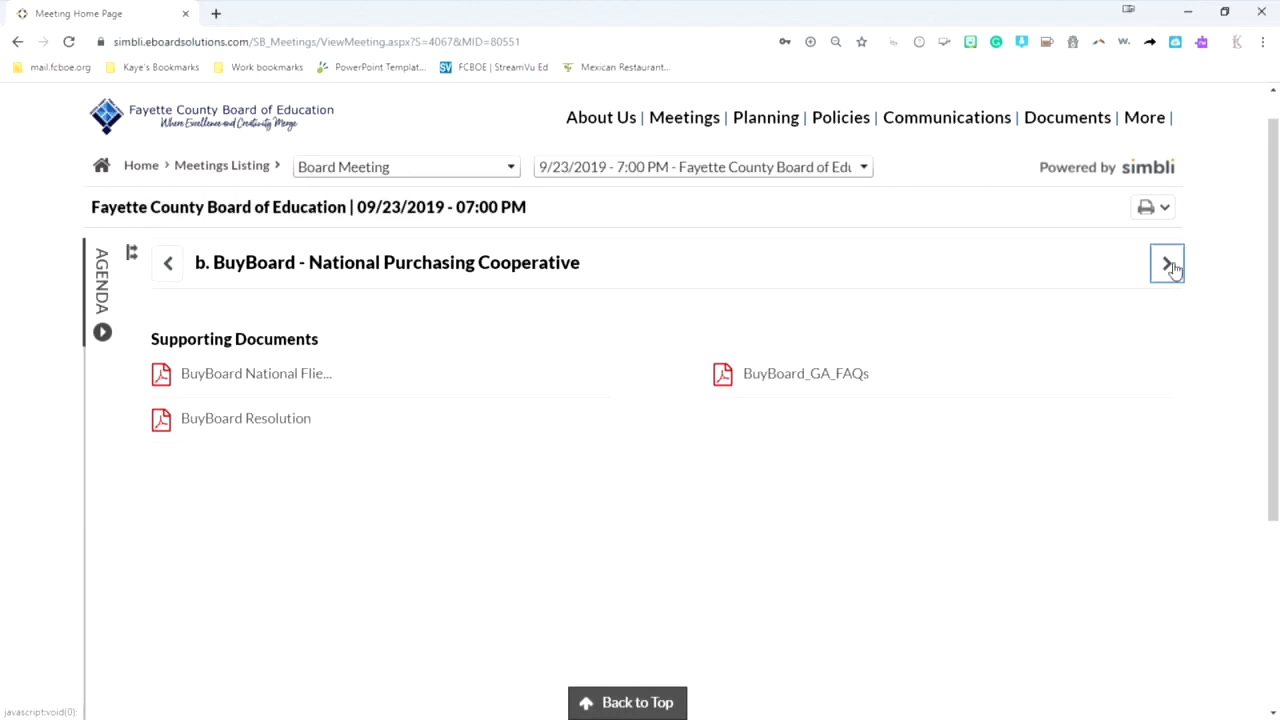 Meeting Home Page
simbli.eboardsolutions.com/SB_Meetings/ViewMeeting.aspx?S=4067&MID=80551
mail.fcboe.org Kaye's Bookmarks Work bookmarks PowerPoint Templat... SV FCBOE | StreamVu Ed Mexican Restaurant...
Fayette County Board of Education
Where Excellence and Creativity Merge
About Us | Meetings | Planning | Policies | Communications | Documents | More |
Home > Meetings Listing > Board Meeting 9/23/2019 - 7:00 PM - Fayette County Board of Edu Powered by simbli
Fayette County Board of Education | 09/23/2019 - 07:00 PM
AGENDA
b. BuyBoard - National Purchasing Cooperative
Supporting Documents
BuyBoard National Flie... BuyBoard_GA_FAQs
BuyBoard Resolution
Back to Top
javascript:void(0);